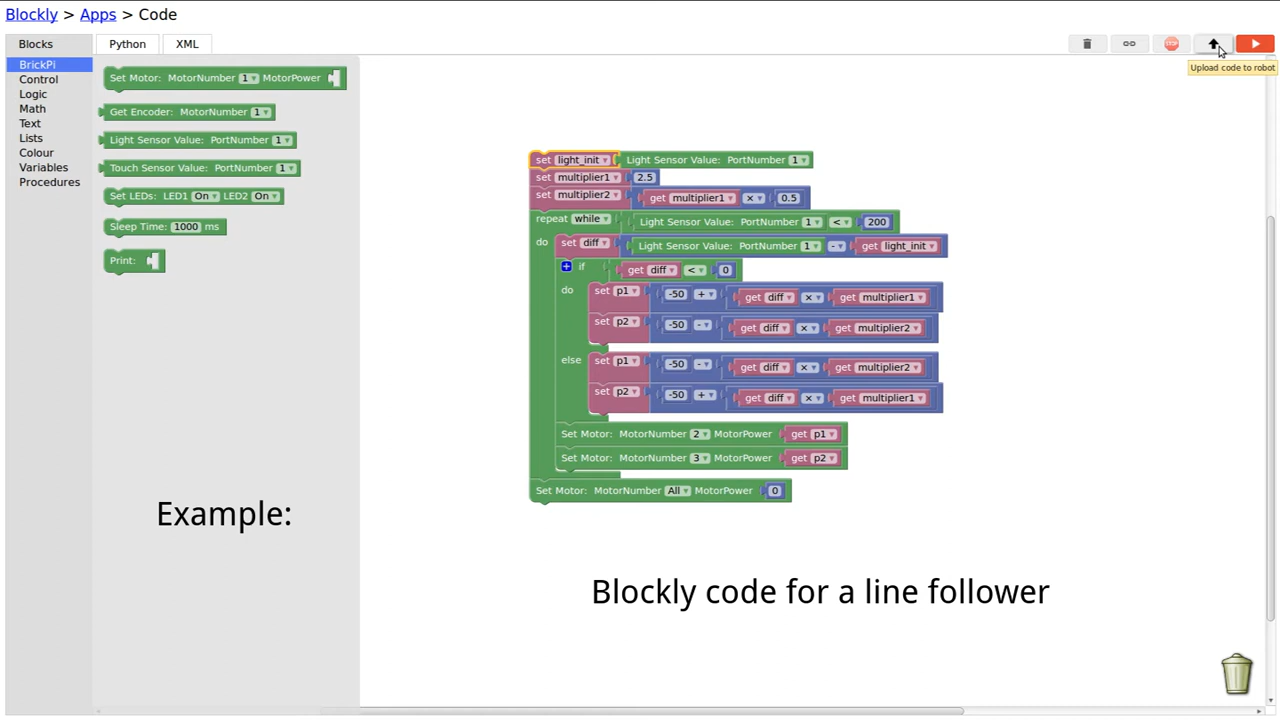 Blockly > Apps > Code
Blocks
Python
XML
STOP
Upload code to robot
BrickPi
Control
Logic
Math
Text
Lists
Colour
Variables
Procedures
Set Motor: MotorNumber 1 MotorPower
Get Encoder: MotorNumber 1
Light Sensor Value: PortNumber 1
Touch Sensor Value: PortNumber 1
Set LEDs: LED1 On LED2 On
Sleep Time: 1000 ms
Print:
set light_init Light Sensor Value: PortNumber 1
set multiplier1 2.5
set multiplier2 get multiplier1 × 0.5
repeat while Light Sensor Value: PortNumber 1 < 200
do set diff Light Sensor Value: PortNumber 1 - get light_init
if get diff < 0
do set p1 -50 + get diff × get multiplier1
set p2 -50 - get diff × get multiplier2
else set p1 -50 - get diff × get multiplier2
set p2 -50 + get diff × get multiplier1
Set Motor: MotorNumber 2 MotorPower get p1
Set Motor: MotorNumber 3 MotorPower get p2
Set Motor: MotorNumber All MotorPower 0
Example:
Blockly code for a line follower